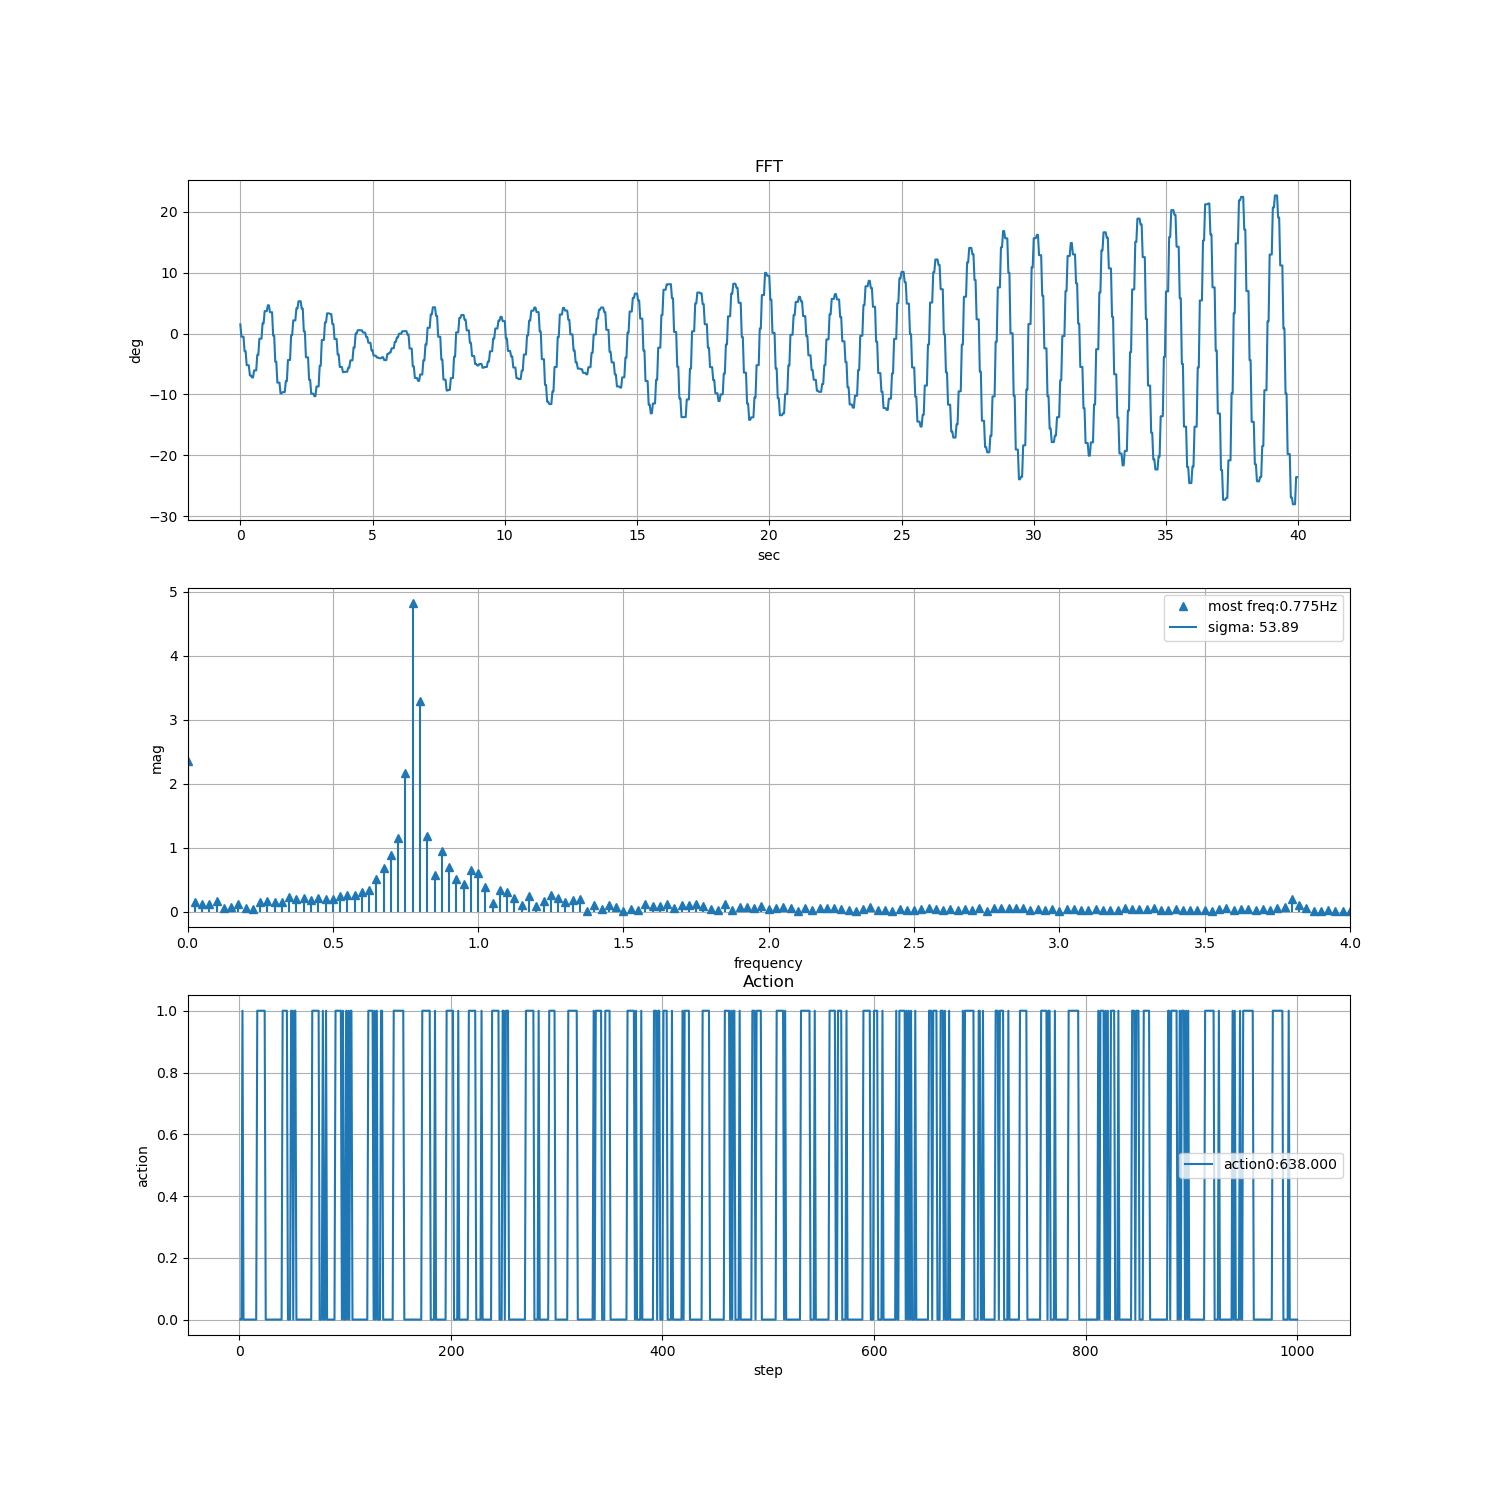 FFT
20
10
0
−10
−20
−30
deg
0 5 10 15 20 25 30 35 40
sec
5
4
3
2
1
0
mag
most freq:0.775Hz
sigma: 53.89
0.0 0.5 1.0 1.5 2.0 2.5 3.0 3.5 4.0
frequency
Action
1.0
0.8
0.6
0.4
0.2
0.0
action
action0:638.000
0 200 400 600 800 1000
step